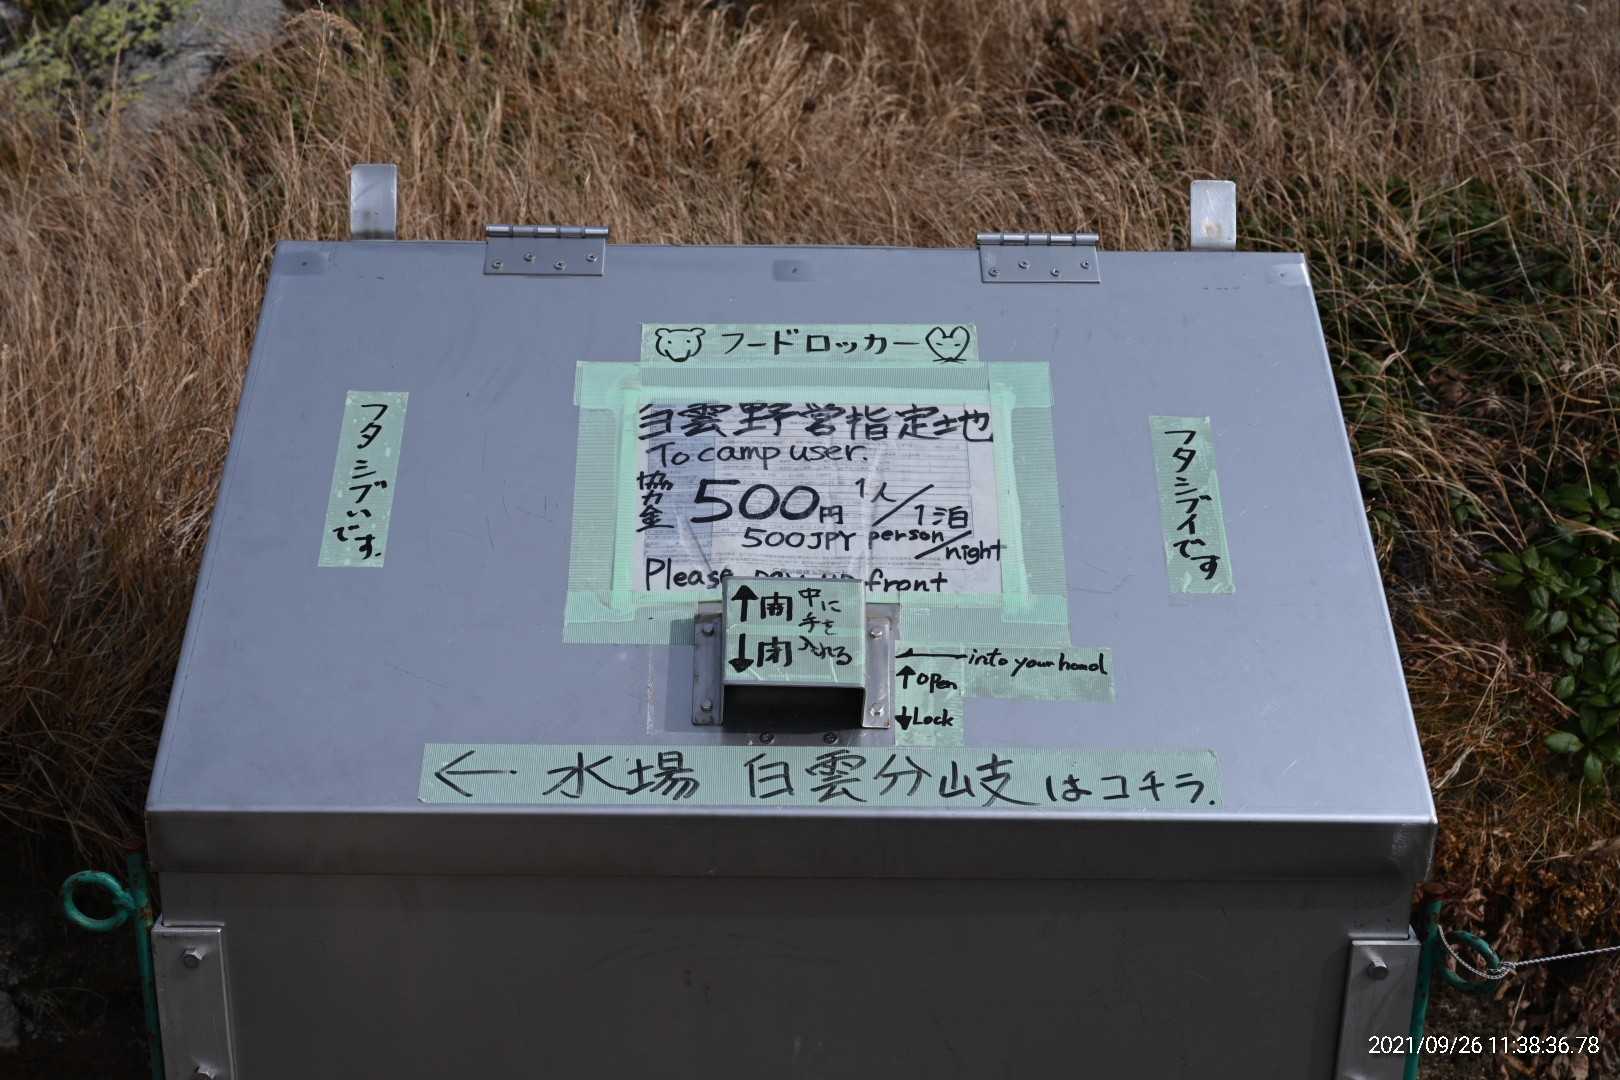 フードロッカー
白雲野営指定地
To camp user.
協力金 500円 1人/1泊
500JPY person/night
Please pay up front
フタシブいです.
フタシブイです
↑開 中に
手を
↓閉 入れる
← into your hand
↑open
↓Lock
← 水場 白雲分岐はコチラ.
2021/09/26 11:38:36.78